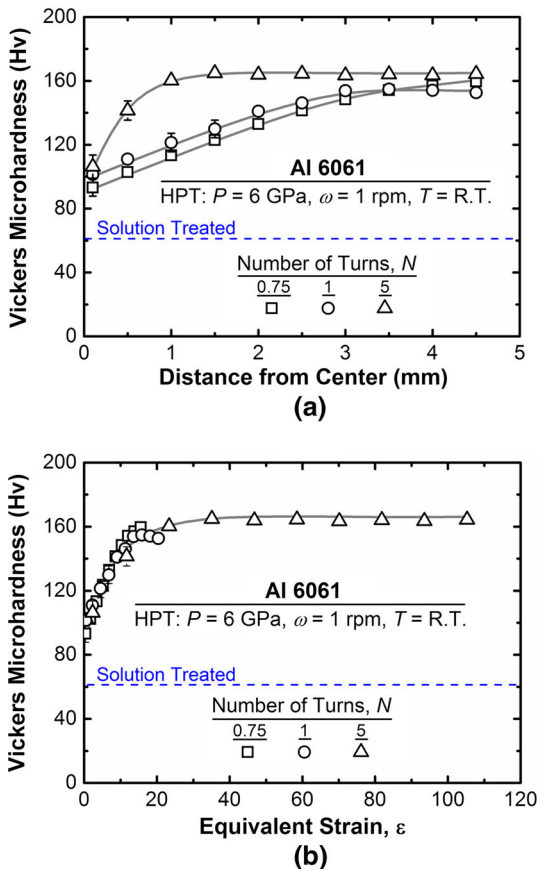 200
160
120
80
40
0
Vickers Microhardness (Hv)
Al 6061
HPT: P = 6 GPa, ω = 1 rpm, T = R.T.
Solution Treated
Number of Turns, N
0.75 1 5
0 1 2 3 4 5
Distance from Center (mm)
(a)
200
160
120
80
40
0
Vickers Microhardness (Hv)
Al 6061
HPT: P = 6 GPa, ω = 1 rpm, T = R.T.
Solution Treated
Number of Turns, N
0.75 1 5
0 20 40 60 80 100 120
Equivalent Strain, ε
(b)